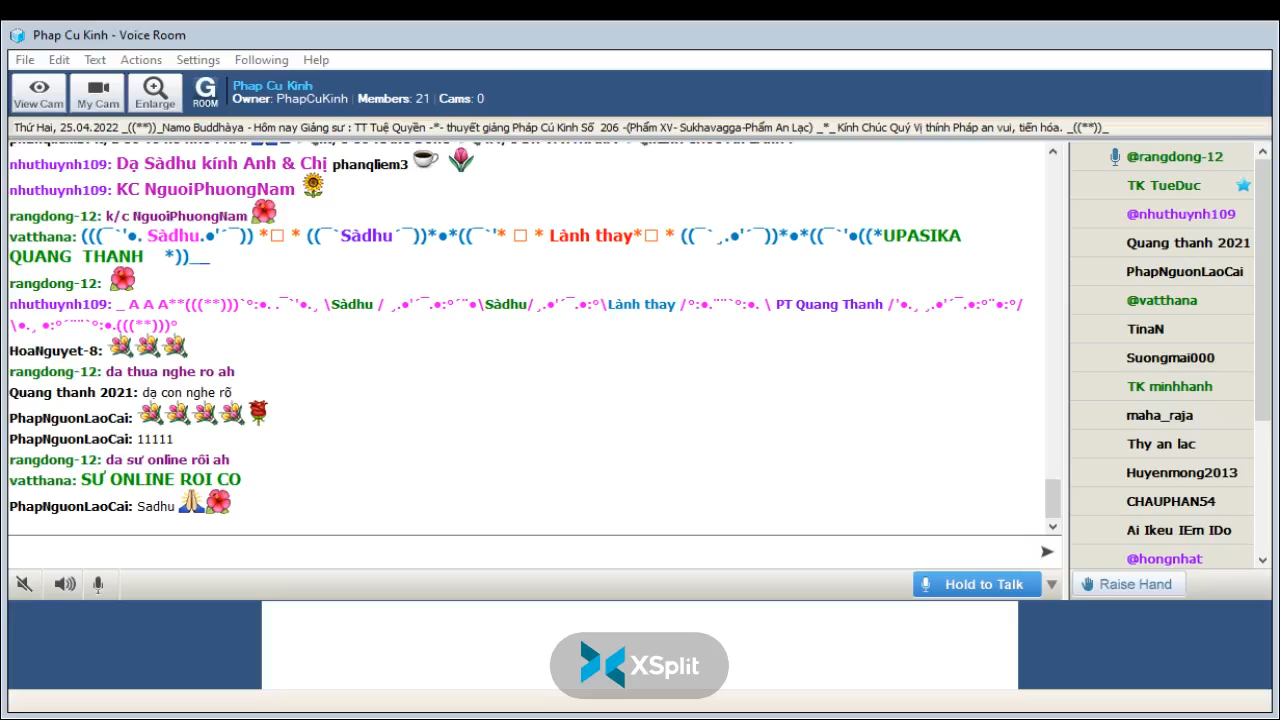 Phap Cu Kinh - Voice Room
File Edit Text Actions Settings Following Help
View Cam My Cam Enlarge G ROOM
Phap Cu Kinh
Owner: PhapCuKinh | Members: 21 | Cams: 0
Thứ Hai, 25.04.2022 _((**))_Namo Buddhàya - Hôm nay Giảng sư : TT Tuệ Quyền -*- thuyết giảng Pháp Cú Kinh Số 206 -(Phẩm XV- Sukhavagga-Phẩm An Lạc) _*_ Kính Chúc Quý Vị thính Pháp an vui, tiến hóa. _((**))_
nhuthuynh109: Dạ Sàdhu kính Anh & Chị phanqliem3
nhuthuynh109: KC NguoiPhuongNam
rangdong-12: k/c NguoiPhuongNam
vatthana: (((¯`'●. Sàdhu.●'´¯)) *□ * ((¯`Sàdhu´¯))*●*((¯`'* □ * Lành thay*□ * ((¯`¸.●'´¯))*●*((¯`'●((*UPASIKA
QUANG THANH *))__
rangdong-12:
nhuthuynh109: _ A A A**(((**)))`°:●. .¯`'●.¸ \Sàdhu / ¸.●'´¯.●:°´¨●\Sàdhu/¸.●'´¯.●:°\Lành thay /°:●.¨¨`°:●. \ PT Quang Thanh /'●.¸ ¸.●'´¯.●:°¨●:°/
\●.¸ ●:°´¨¨`°:●.(((**)))°
HoaNguyet-8:
rangdong-12: da thua nghe ro ah
Quang thanh 2021: dạ con nghe rõ
PhapNguonLaoCai:
PhapNguonLaoCai: 11111
rangdong-12: da sư online rồi ah
vatthana: SƯ ONLINE ROI CO
PhapNguonLaoCai: Sadhu
Hold to Talk
@rangdong-12
TK TueDuc
@nhuthuynh109
Quang thanh 2021
PhapNguonLaoCai
@vatthana
TinaN
Suongmai000
TK minhhanh
maha_raja
Thy an lac
Huyenmong2013
CHAUPHAN54
Ai Ikeu IEm IDo
@hongnhat
Raise Hand
XSplit